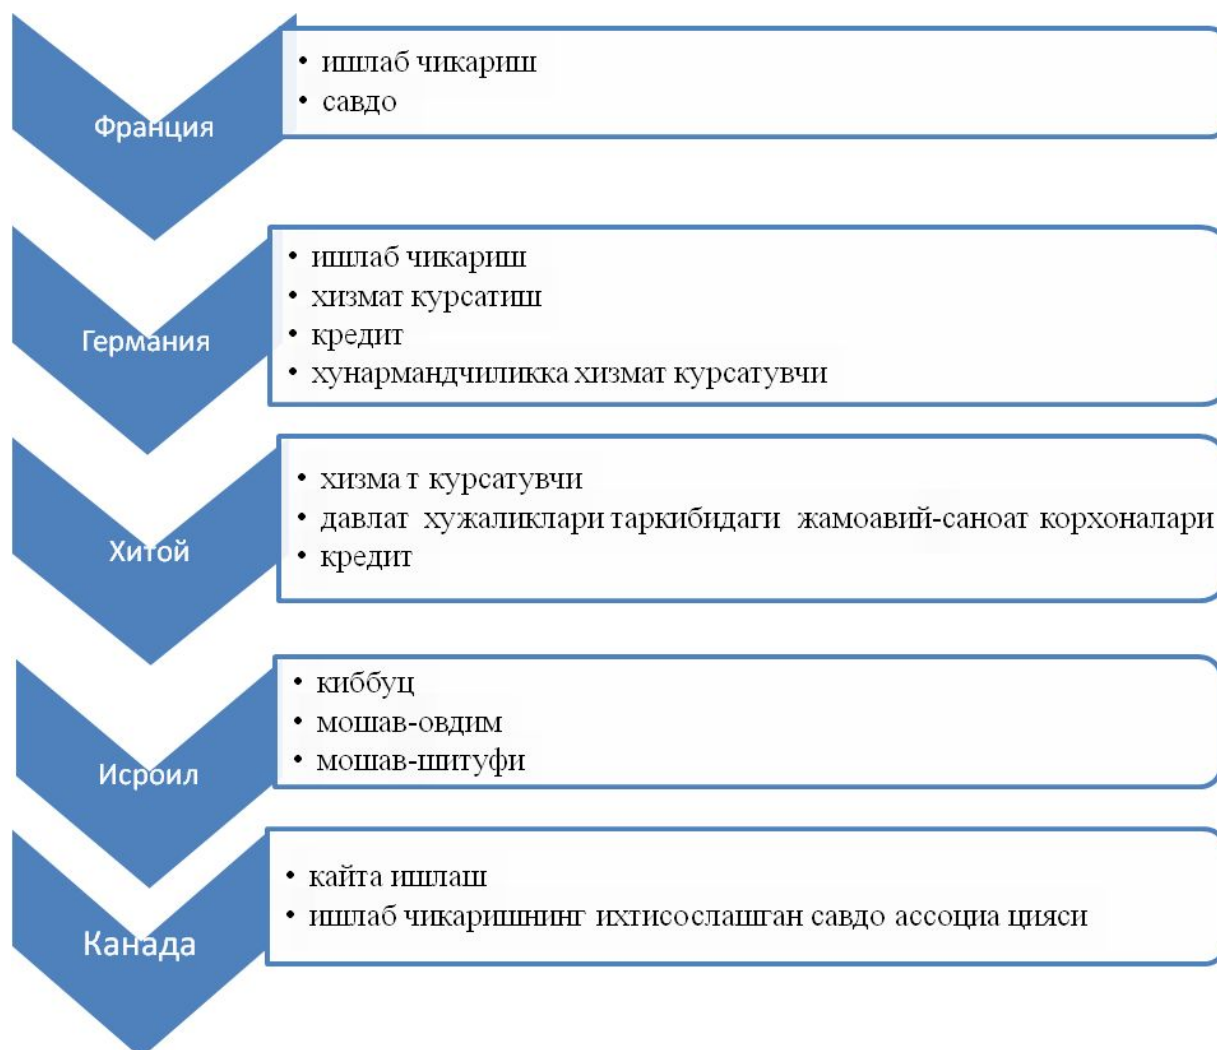 Франция
• ишлаб чикариш
• савдо
Германия
• ишлаб чикариш
• хизмат курсатиш
• кредит
• хунармандчиликка хизмат курсатувчи
Хитой
• хизма т курсатувчи
• давлат хужаликлари таркибидаги жамоавий-саноат корхоналари
• кредит
Исроил
• киббуц
• мошав-овдим
• мошав-шитуфи
Канада
• кайта ишлаш
• ишлаб чикаришнинг ихтисослашган савдо ассоциа цияси